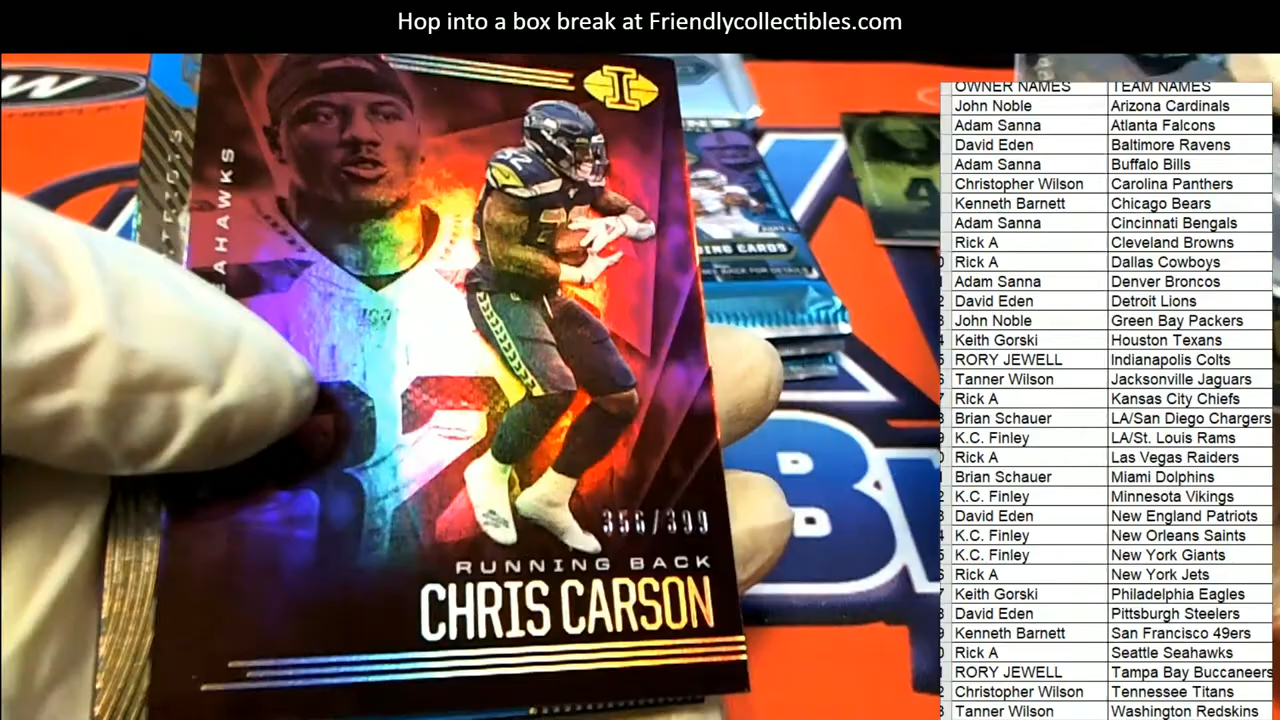 Hop into a box break at Friendlycollectibles.com
OWNER NAMES TEAM NAMES
John Noble Arizona Cardinals
Adam Sanna Atlanta Falcons
David Eden Baltimore Ravens
Adam Sanna Buffalo Bills
Christopher Wilson Carolina Panthers
Kenneth Barnett Chicago Bears
Adam Sanna Cincinnati Bengals
Rick A Cleveland Browns
Rick A Dallas Cowboys
Adam Sanna Denver Broncos
David Eden Detroit Lions
John Noble Green Bay Packers
Keith Gorski Houston Texans
RORY JEWELL Indianapolis Colts
Tanner Wilson Jacksonville Jaguars
Rick A Kansas City Chiefs
Brian Schauer LA/San Diego Chargers
K.C. Finley LA/St. Louis Rams
Rick A Las Vegas Raiders
Brian Schauer Miami Dolphins
K.C. Finley Minnesota Vikings
David Eden New England Patriots
K.C. Finley New Orleans Saints
K.C. Finley New York Giants
Rick A New York Jets
Keith Gorski Philadelphia Eagles
David Eden Pittsburgh Steelers
Kenneth Barnett San Francisco 49ers
Rick A Seattle Seahawks
RORY JEWELL Tampa Bay Buccaneers
Christopher Wilson Tennessee Titans
Tanner Wilson Washington Redskins
I
32
356/399
RUNNING BACK
CHRIS CARSON